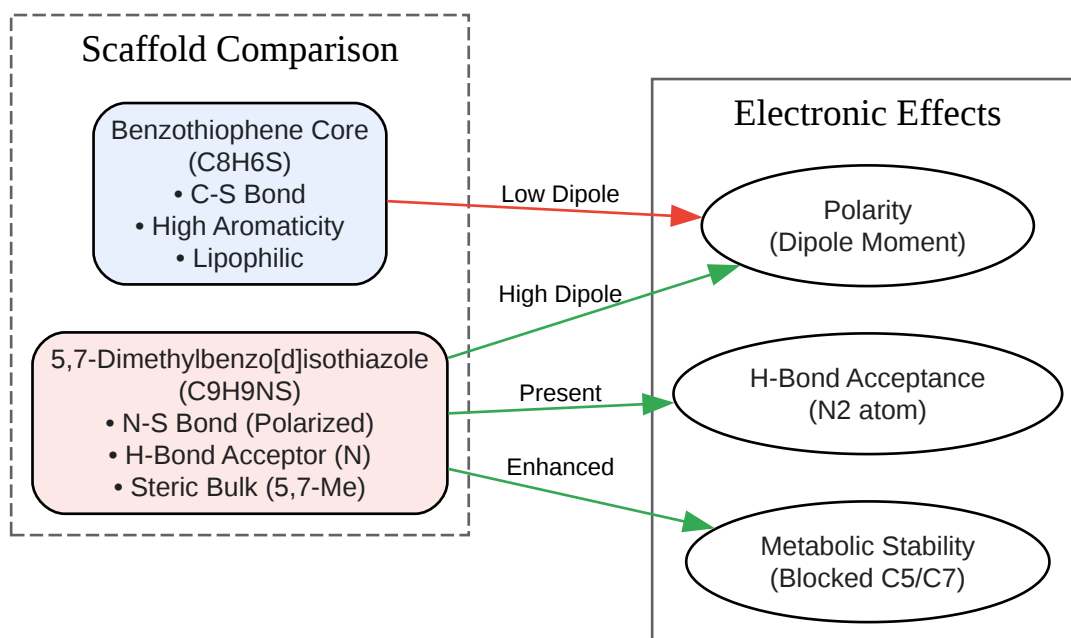 Scaffold Comparison
Benzothiophene Core
(C8H6S)
• C-S Bond
• High Aromaticity
• Lipophilic
5,7-Dimethylbenzo[d]isothiazole
(C9H9NS)
• N-S Bond (Polarized)
• H-Bond Acceptor (N)
• Steric Bulk (5,7-Me)
Low Dipole
High Dipole
Present
Enhanced
Electronic Effects
Polarity
(Dipole Moment)
H-Bond Acceptance
(N2 atom)
Metabolic Stability
(Blocked C5/C7)